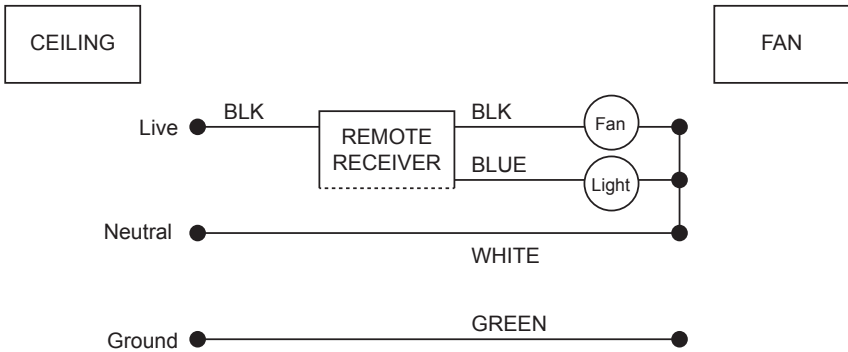 CEILING
FAN
Live
BLK
REMOTE
RECEIVER
BLK
Fan
BLUE
Light
Neutral
WHITE
Ground
GREEN